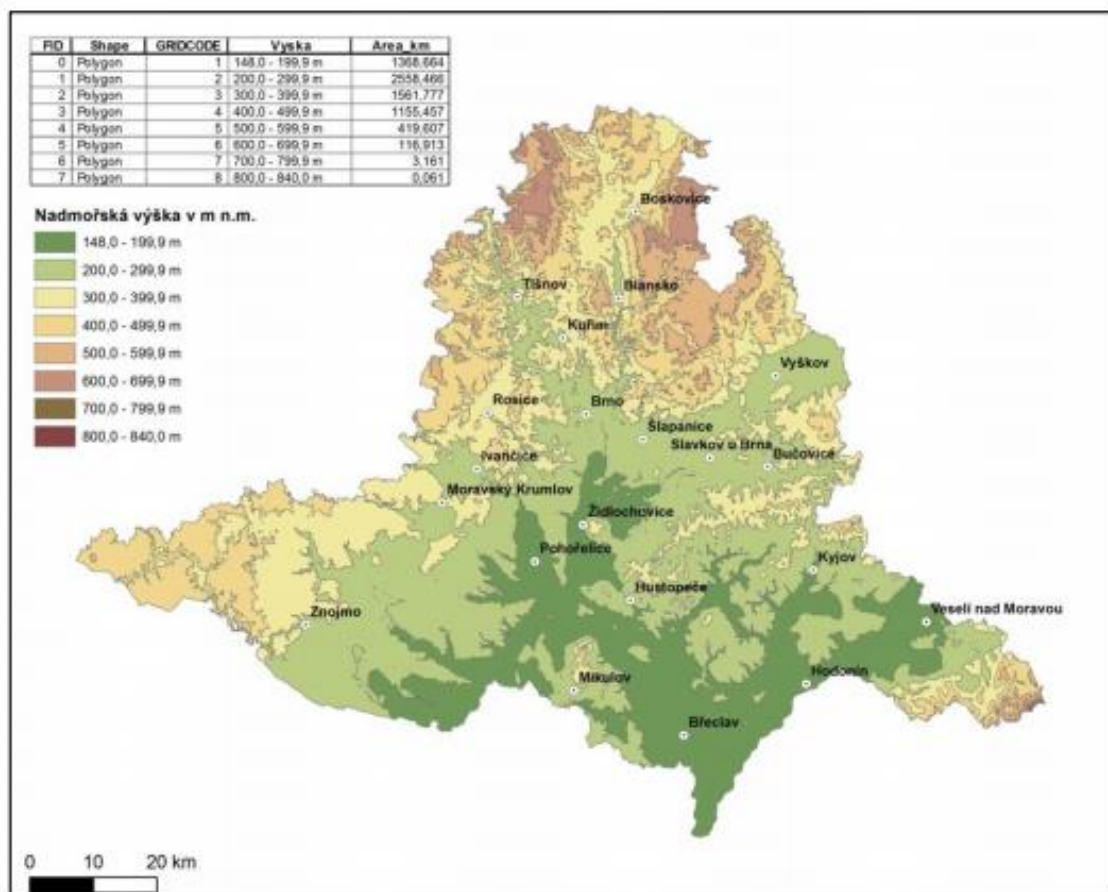 FID Shape GRIDCODE Vyska Area_km
0 Polygon 1 148,0 - 199,9 m 1368,664
1 Polygon 2 200,0 - 299,9 m 2558,466
2 Polygon 3 300,0 - 399,9 m 1561,777
3 Polygon 4 400,0 - 499,9 m 1155,457
4 Polygon 5 500,0 - 599,9 m 419,607
5 Polygon 6 600,0 - 699,9 m 116,913
6 Polygon 7 700,0 - 799,9 m 3,161
7 Polygon 8 800,0 - 840,0 m 0,061
Nadmořská výška v m n.m.
148,0 - 199,9 m
200,0 - 299,9 m
300,0 - 399,9 m
400,0 - 499,9 m
500,0 - 599,9 m
600,0 - 699,9 m
700,0 - 799,9 m
800,0 - 840,0 m
Boskovice
Tišnov
Blansko
Kuřim
Vyškov
Rosice
Brno
Šlapanice
Slavkov u Brna
Bučovice
Ivančice
Moravský Krumlov
Židlochovice
Pohořelice
Kyjov
Hustopeče
Znojmo
Veselí nad Moravou
Mikulov
Hodonín
Břeclav
0 10 20 km